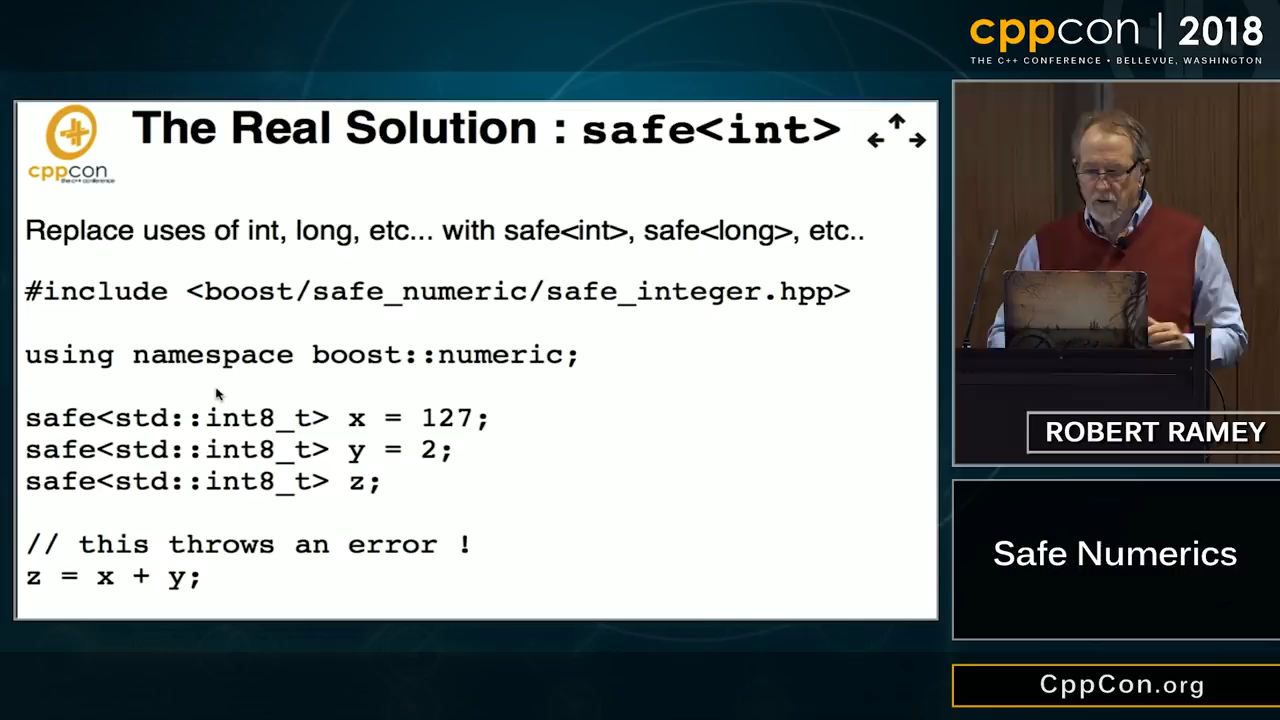 cppcon | 2018
THE C++ CONFERENCE • BELLEVUE, WASHINGTON
cppcon
the c++ conference
The Real Solution : safe<int>
Replace uses of int, long, etc... with safe<int>, safe<long>, etc..
#include <boost/safe_numeric/safe_integer.hpp>
using namespace boost::numeric;
safe<std::int8_t> x = 127;
safe<std::int8_t> y = 2;
safe<std::int8_t> z;
// this throws an error !
z = x + y;
ROBERT RAMEY
Safe Numerics
CppCon.org